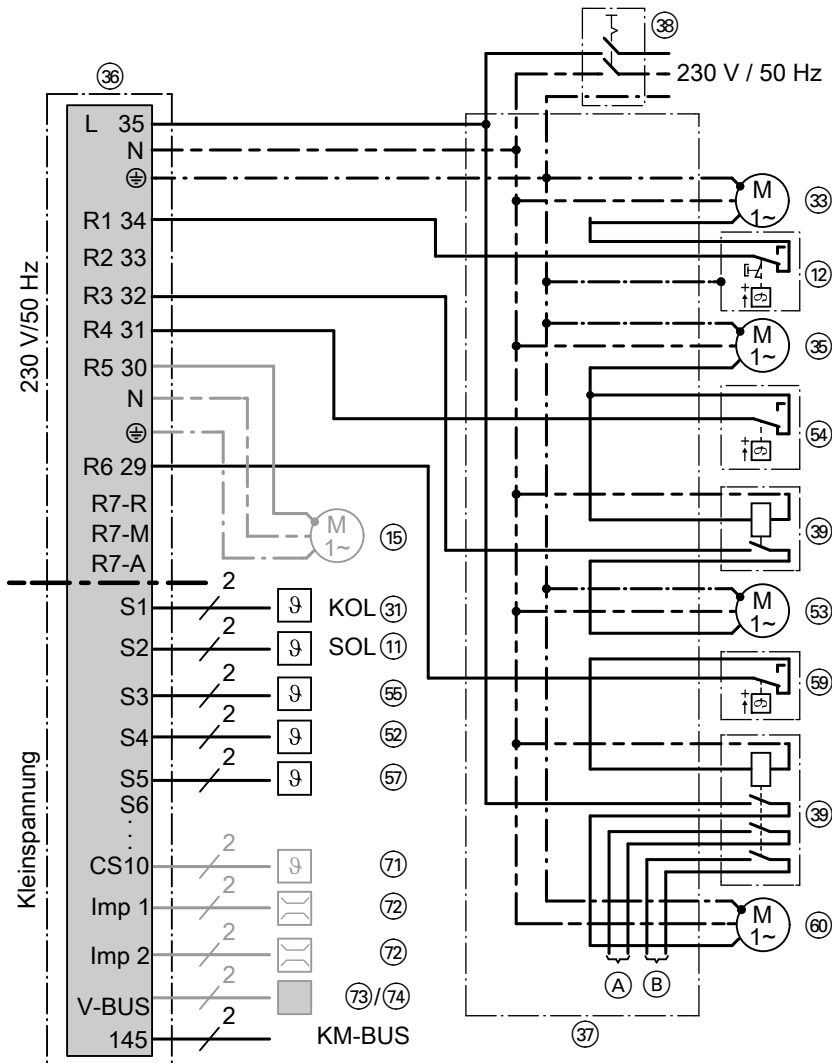 38
230 V / 50 Hz
36
L 35
N
R1 34
R2 33
R3 32
R4 31
R5 30
N
R6 29
R7-R
R7-M
R7-A
230 V/50 Hz
M
1~
33
12
M
1~
35
54
M
1~
15
39
2
S1 ϑ KOL 31
2
S2 ϑ SOL 11
2
S3 ϑ 55
2
S4 ϑ 52
2
S5 ϑ 57
S6
Kleinspannung
2
CS10 ϑ 71
2
Imp 1 72
2
Imp 2 72
2
V-BUS 73/74
2
145 KM-BUS
M
1~
53
+
ϑ
59
39
M
1~
60
A B
37